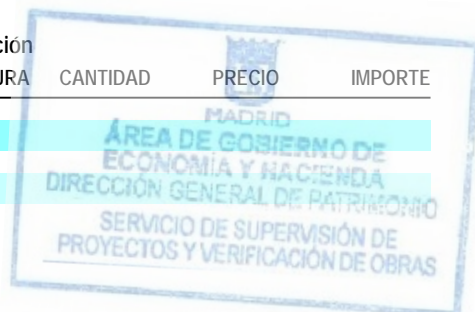 ción
URA CANTIDAD PRECIO IMPORTE
MADRID
ÁREA DE GOBIERNO DE
ECONOMÍA Y HACIENDA
DIRECCIÓN GENERAL DE PATRIMONIO
SERVICIO DE SUPERVISIÓN DE
PROYECTOS Y VERIFICACIÓN DE OBRAS